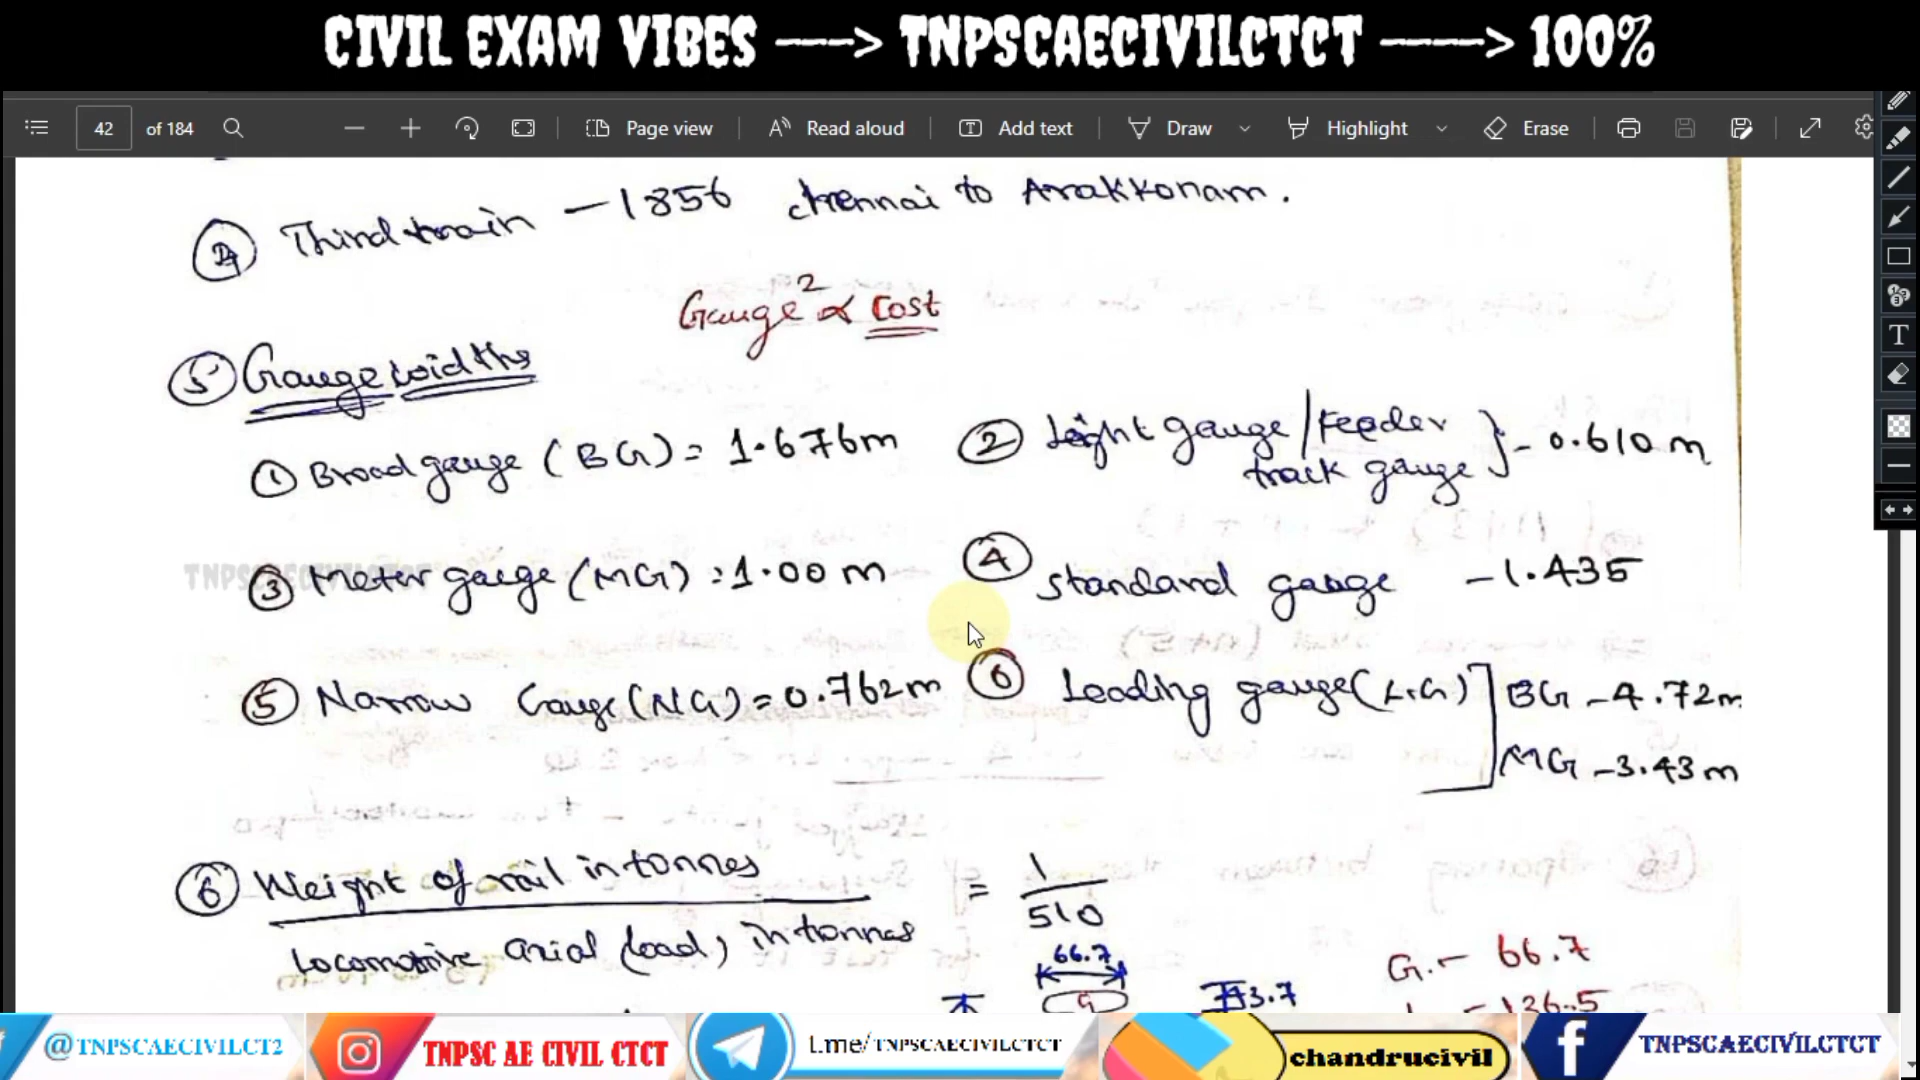 CIVIL EXAM VIBES ---> TNPSCAECIVILCTCT ----> 100%
42 of 184 Page view Read aloud Add text Draw Highlight Erase
④ Third train - 1856 chennai to Arakkonam.
Gauge² ∝ Cost
⑤ Gauge widths
① Broad gauge (BG) = 1.676m
② Light gauge / Feeder track gauge } - 0.610 m
③ Meter gauge (MG) = 1.00 m
④ standard gauge - 1.435
TNPSCAECIVILCTCT
⑤ Narrow Gauge (NG) = 0.762m
⑥ Loading gauge (L.G) ] BG - 4.72m
MG - 3.43 m
⑥ Weight of rail in tonnes / Locomotive axial (load) in tonnes = 1/510
66.7
G
43.7
G. - 66.7
- 136.5
@TNPSCAECIVILCT2 TNPSC AE CIVIL CTCT t.me/TNPSCAECIVILCTCT chandrucivil TNPSCAECIVILCTCT